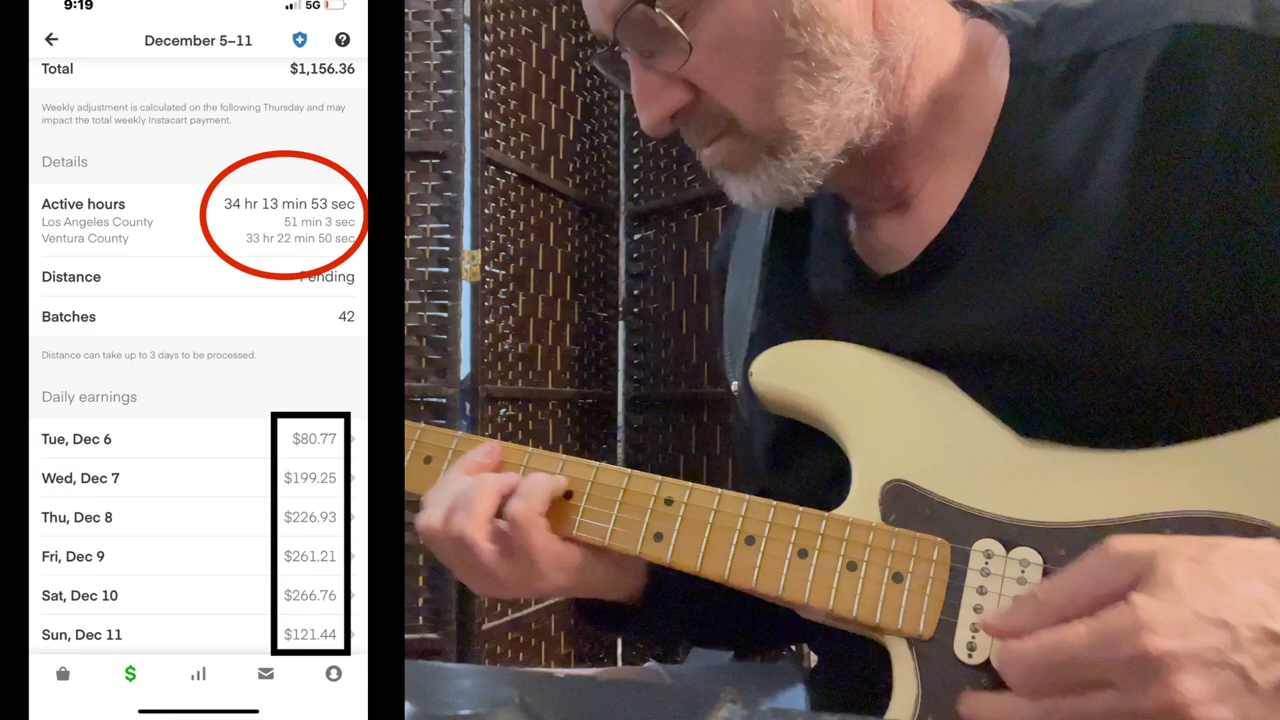 9:19 5G
December 5–11
Total $1,156.36
Weekly adjustment is calculated on the following Thursday and may
impact the total weekly Instacart payment.
Details
Active hours 34 hr 13 min 53 sec
Los Angeles County 51 min 3 sec
Ventura County 33 hr 22 min 50 sec
Distance Pending
Batches 42
Distance can take up to 3 days to be processed.
Daily earnings
Tue, Dec 6 $80.77
Wed, Dec 7 $199.25
Thu, Dec 8 $226.93
Fri, Dec 9 $261.21
Sat, Dec 10 $266.76
Sun, Dec 11 $121.44